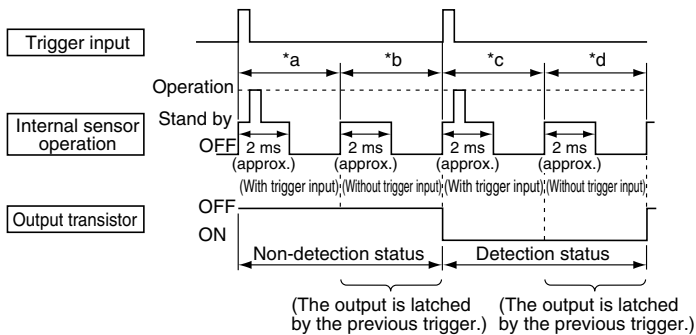 Trigger input
*a *b *c *d
Operation
Stand by
Internal sensor
operation
OFF
2 ms 2 ms 2 ms 2 ms
(approx.) (approx.) (approx.) (approx.)
(With trigger input) (Without trigger input) (With trigger input) (Without trigger input)
Output transistor
OFF
ON
Non-detection status Detection status
(The output is latched (The output is latched
by the previous trigger.) by the previous trigger.)